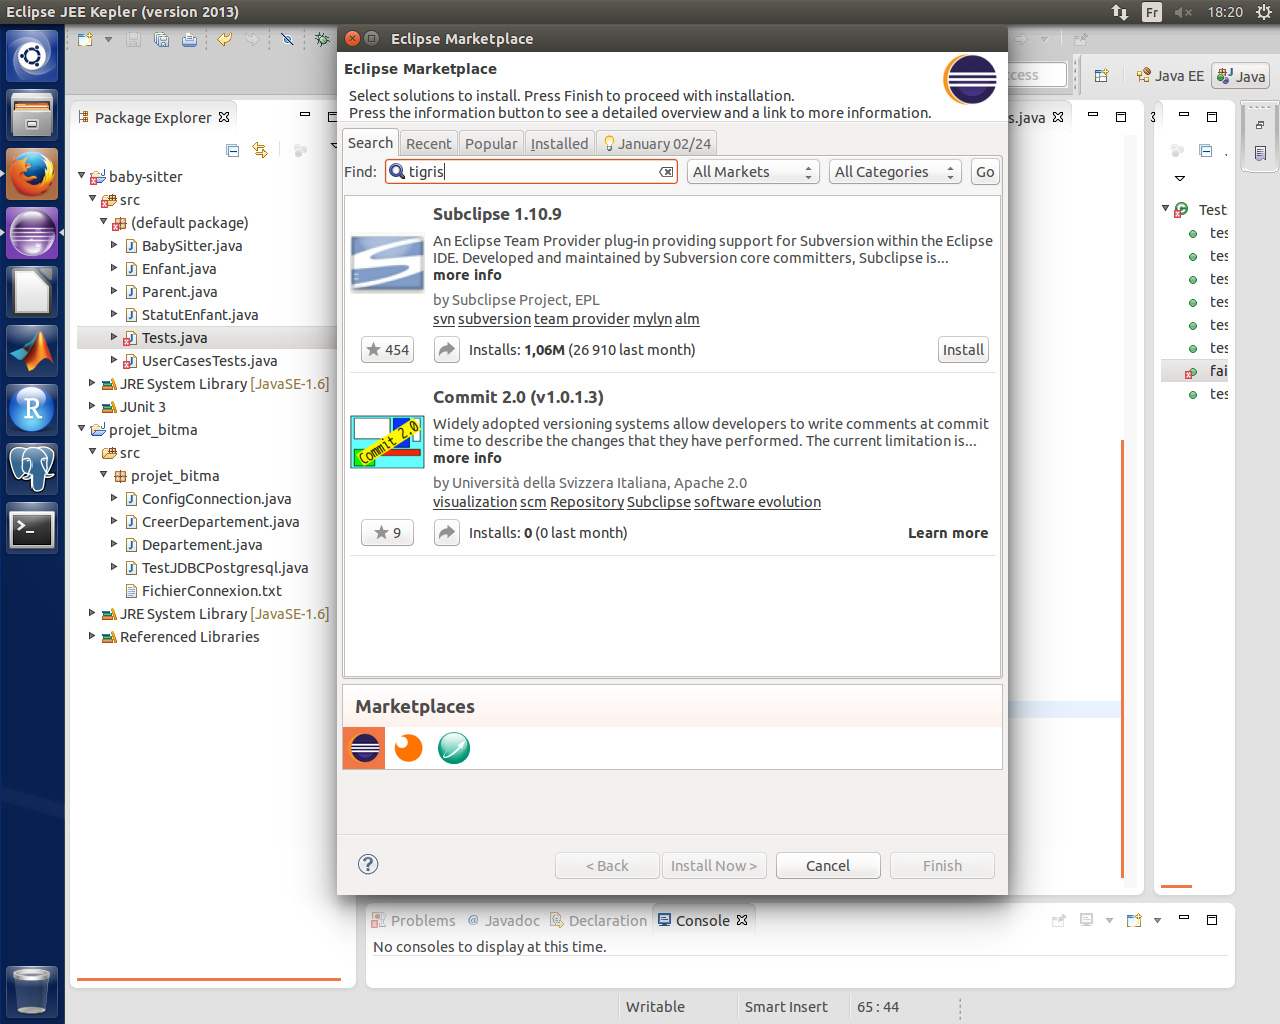 Eclipse JEE Kepler (version 2013)
Fr
18:20
Eclipse Marketplace
Eclipse Marketplace
Select solutions to install. Press Finish to proceed with installation.
Press the information button to see a detailed overview and a link to more information.
Search
Recent
Popular
Installed
January 02/24
Find:
tigris
All Markets
All Categories
Go
Subclipse 1.10.9
An Eclipse Team Provider plug-in providing support for Subversion within the Eclipse
IDE. Developed and maintained by Subversion core committers, Subclipse is...
more info
by Subclipse Project, EPL
svn subversion team provider mylyn alm
454
Installs: 1,06M (26 910 last month)
Install
Commit 2.0
Commit 2.0 (v1.0.1.3)
Widely adopted versioning systems allow developers to write comments at commit
time to describe the changes that they have performed. The current limitation is...
more info
by Università della Svizzera Italiana, Apache 2.0
visualization scm Repository Subclipse software evolution
9
Installs: 0 (0 last month)
Learn more
Marketplaces
?
< Back
Install Now >
Cancel
Finish
Package Explorer
baby-sitter
src
(default package)
BabySitter.java
Enfant.java
Parent.java
StatutEnfant.java
Tests.java
UserCasesTests.java
JRE System Library [JavaSE-1.6]
JUnit 3
projet_bitma
src
projet_bitma
ConfigConnection.java
CreerDepartement.java
Departement.java
TestJDBCPostgresql.java
FichierConnexion.txt
JRE System Library [JavaSE-1.6]
Referenced Libraries
cess
Java EE
Java
s.java
Test
tes
tes
tes
tes
tes
tes
fai
tes
Problems
@ Javadoc
Declaration
Console
No consoles to display at this time.
Writable
Smart Insert
65 : 44